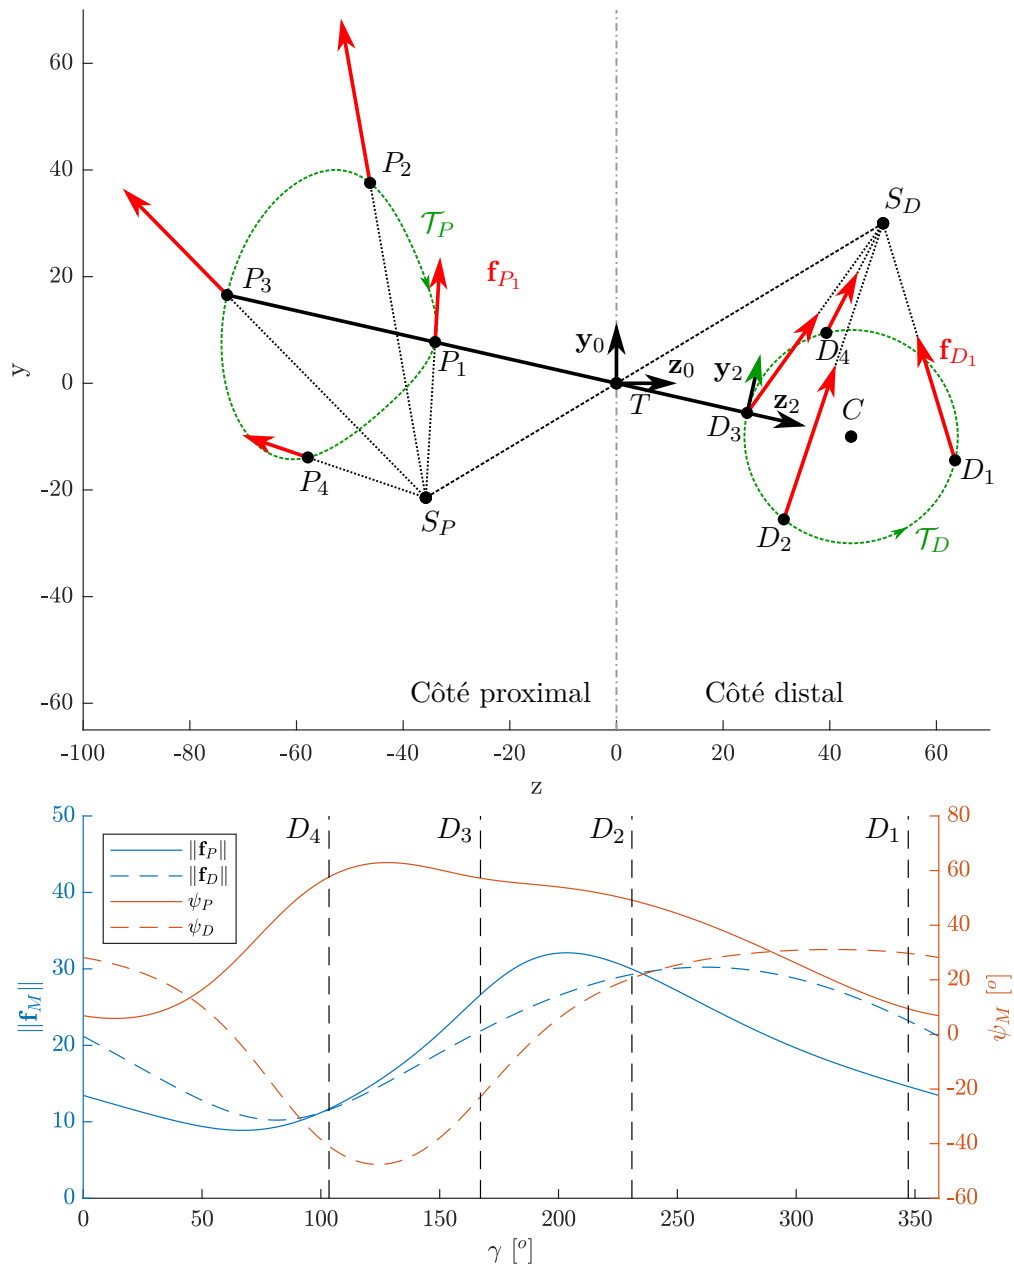 60
40
20
0
-20
-40
-60
y
-100 -80 -60 -40 -20 0 20 40 60
z
P₂
S_D
𝒯_P
P₃
f_P₁
P₁
y₀
z₀
T
y₂
z₂
D₃
D₄
f_D₁
C
D₁
P₄
S_P
D₂
𝒯_D
Côté proximal
Côté distal
50
40
30
20
10
0
‖f_M‖
D₄ D₃ D₂ D₁
‖f_P‖
‖f_D‖
ψ_P
ψ_D
80
60
40
20
0
-20
-40
-60
ψ_M [°]
0 50 100 150 200 250 300 350
γ [°]